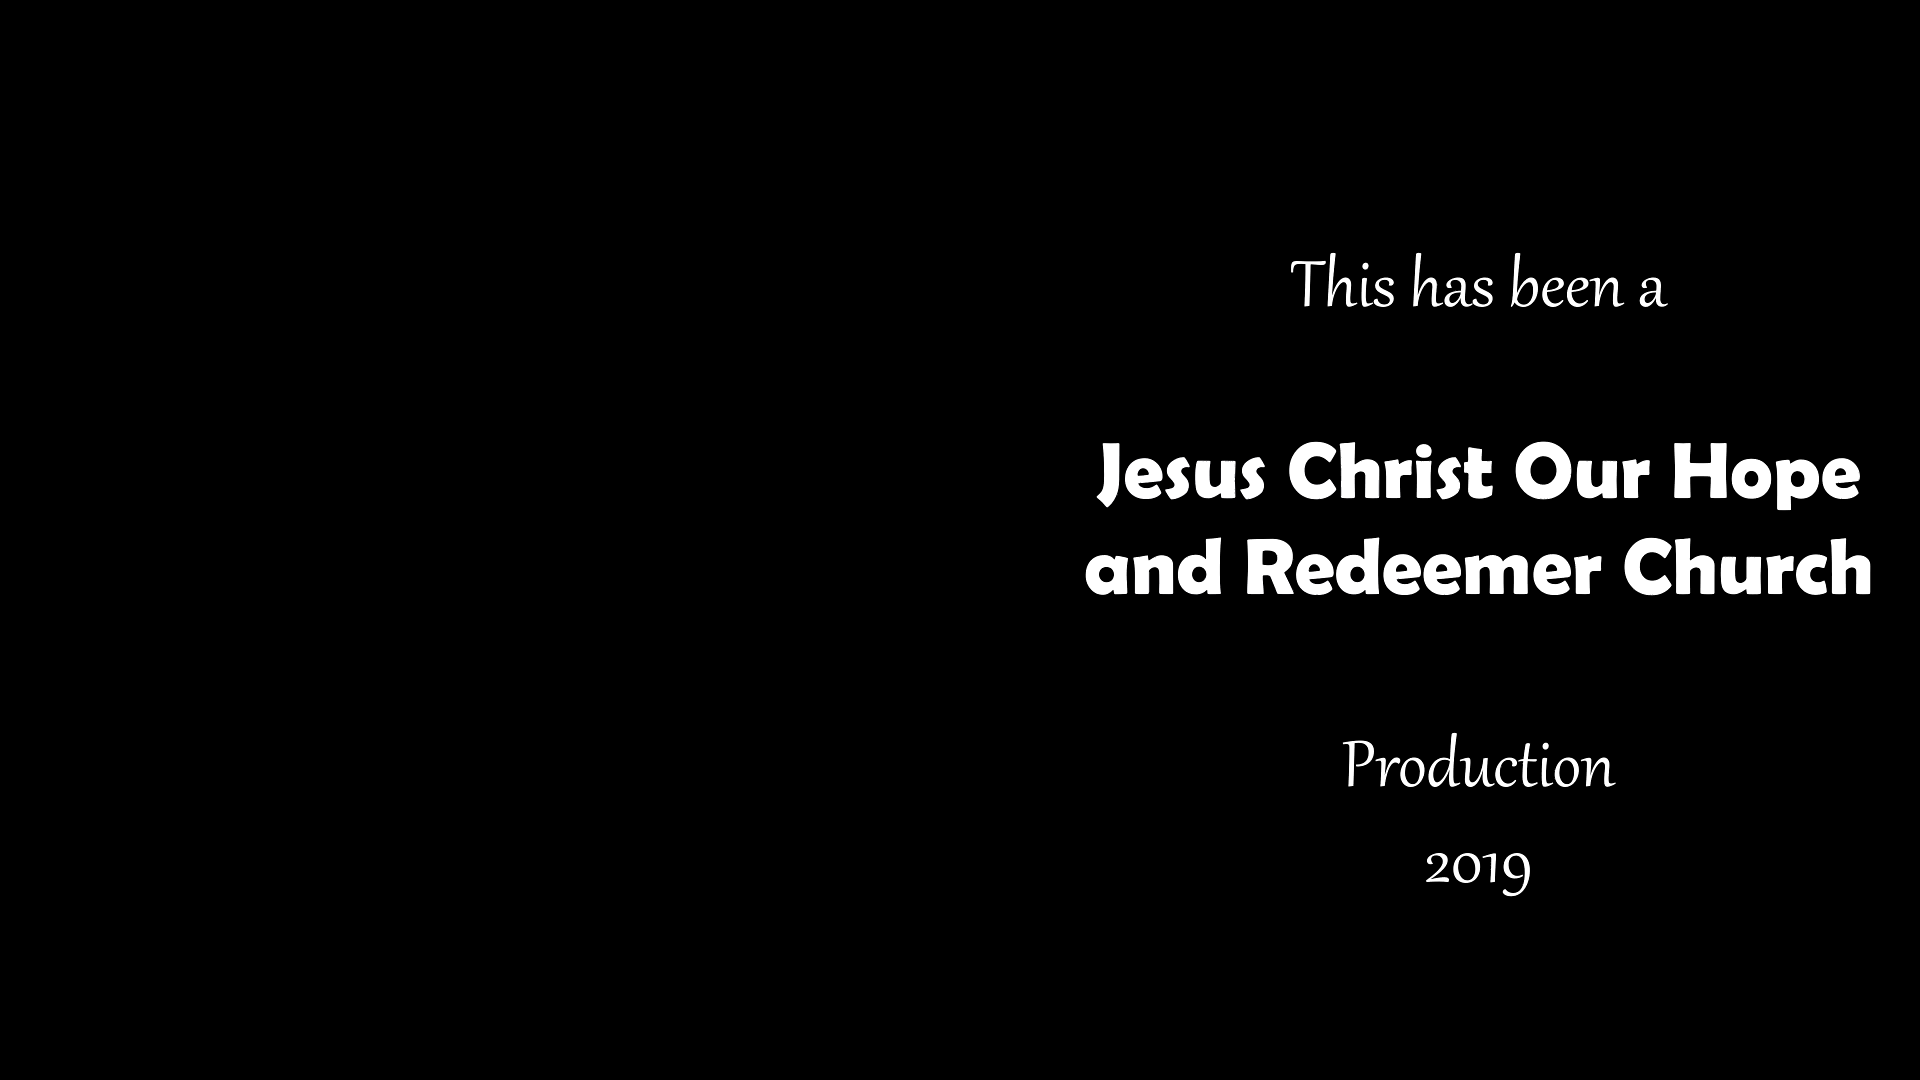 This has been a
Jesus Christ Our Hope
and Redeemer Church
Production
2019